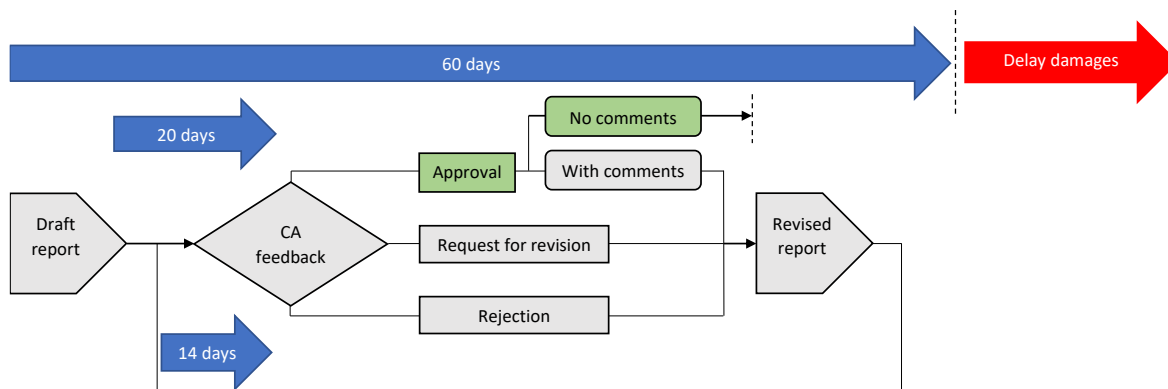 60 days
Delay damages
20 days
No comments
Approval
With comments
Draft
report
CA
feedback
Request for revision
Revised
report
Rejection
14 days